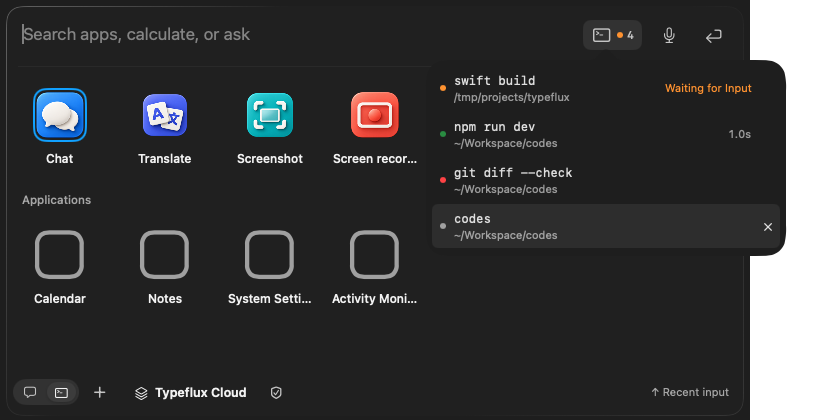 Search apps, calculate, or ask
4
swift build
/tmp/projects/typeflux
Waiting for Input
npm run dev
~/Workspace/codes
1.0s
git diff --check
~/Workspace/codes
codes
~/Workspace/codes
Chat
Translate
Screenshot
Screen recor...
Applications
Calendar
Notes
System Setti...
Activity Moni...
Typeflux Cloud
↑ Recent input